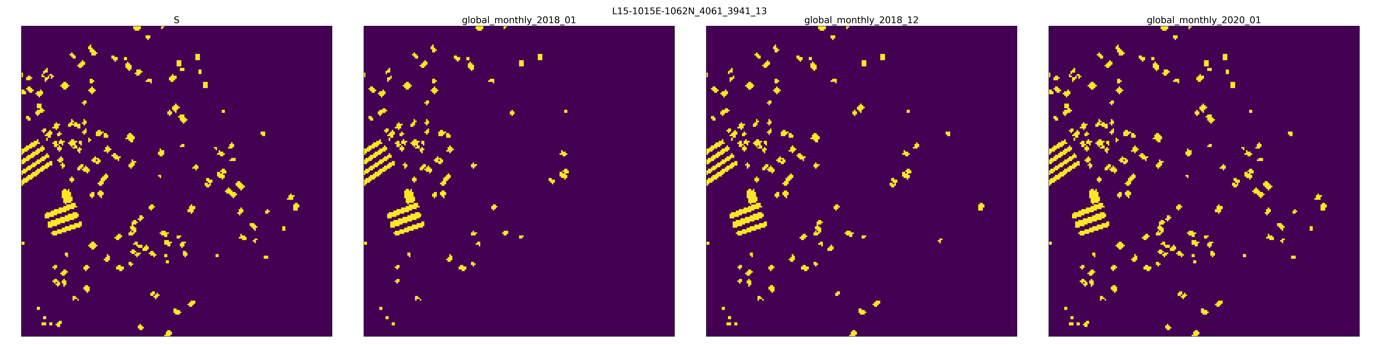 L15-1015E-1062N_4061_3941_13
S
global_monthly_2018_01
global_monthly_2018_12
global_monthly_2020_01